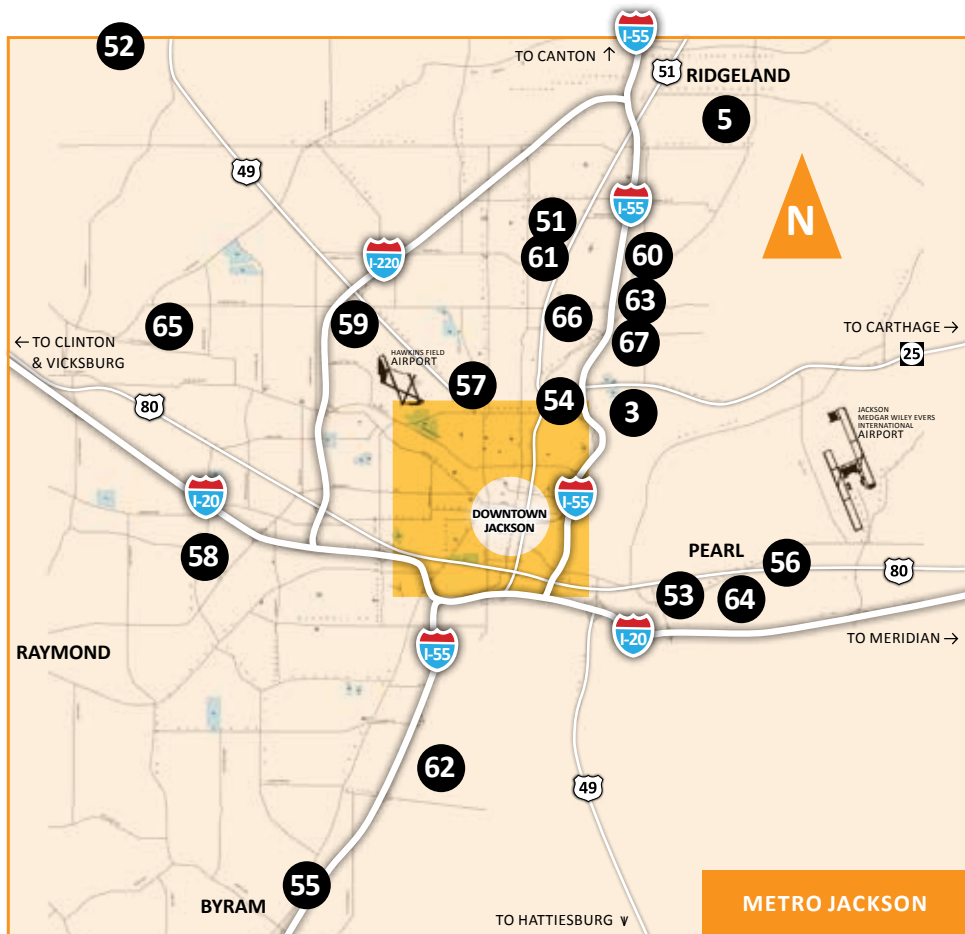 I-55
52
TO CANTON ↑
51
RIDGELAND
5
49
N
I-55
51
I-220
61
60
63
65
59
66
67
TO CARTHAGE →
← TO CLINTON
& VICKSBURG
25
HAWKINS FIELD
AIRPORT
57
54
3
80
JACKSON
MEDGAR WILEY EVERS
INTERNATIONAL
AIRPORT
I-20
I-55
DOWNTOWN
JACKSON
58
PEARL
56
80
53
64
I-20
TO MERIDIAN →
RAYMOND
I-55
62
49
55
BYRAM
METRO JACKSON
TO HATTIESBURG